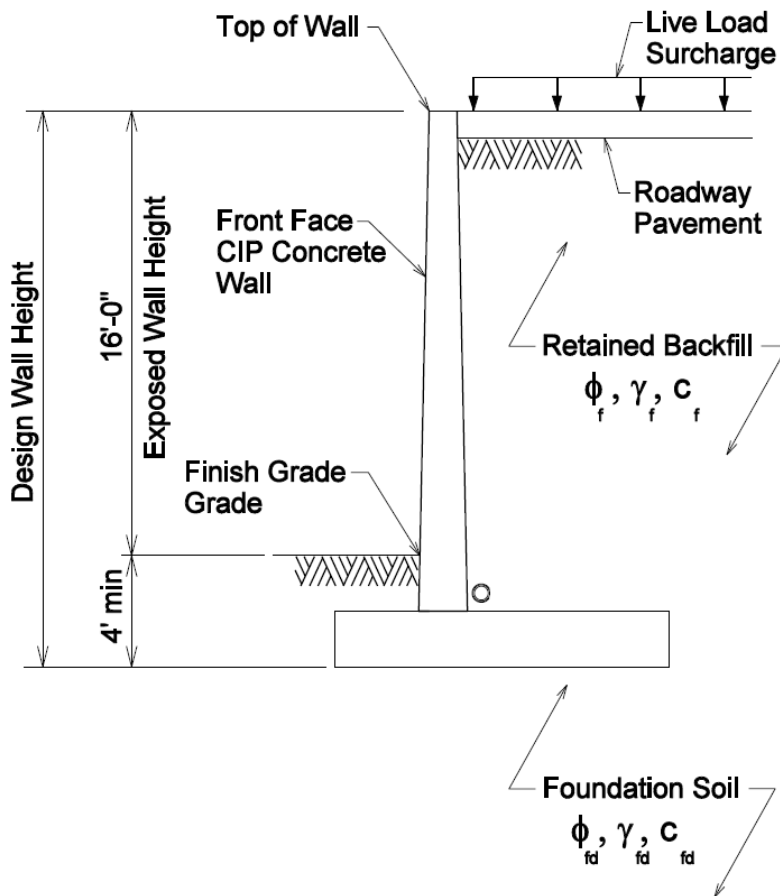 Top of Wall
Live Load
Surcharge
Roadway
Pavement
Front Face
CIP Concrete
Wall
Design Wall Height
16'-0"
Exposed Wall Height
Retained Backfill
ϕf, γf, cf
Finish Grade
Grade
4' min
Foundation Soil
ϕfd, γfd, cfd